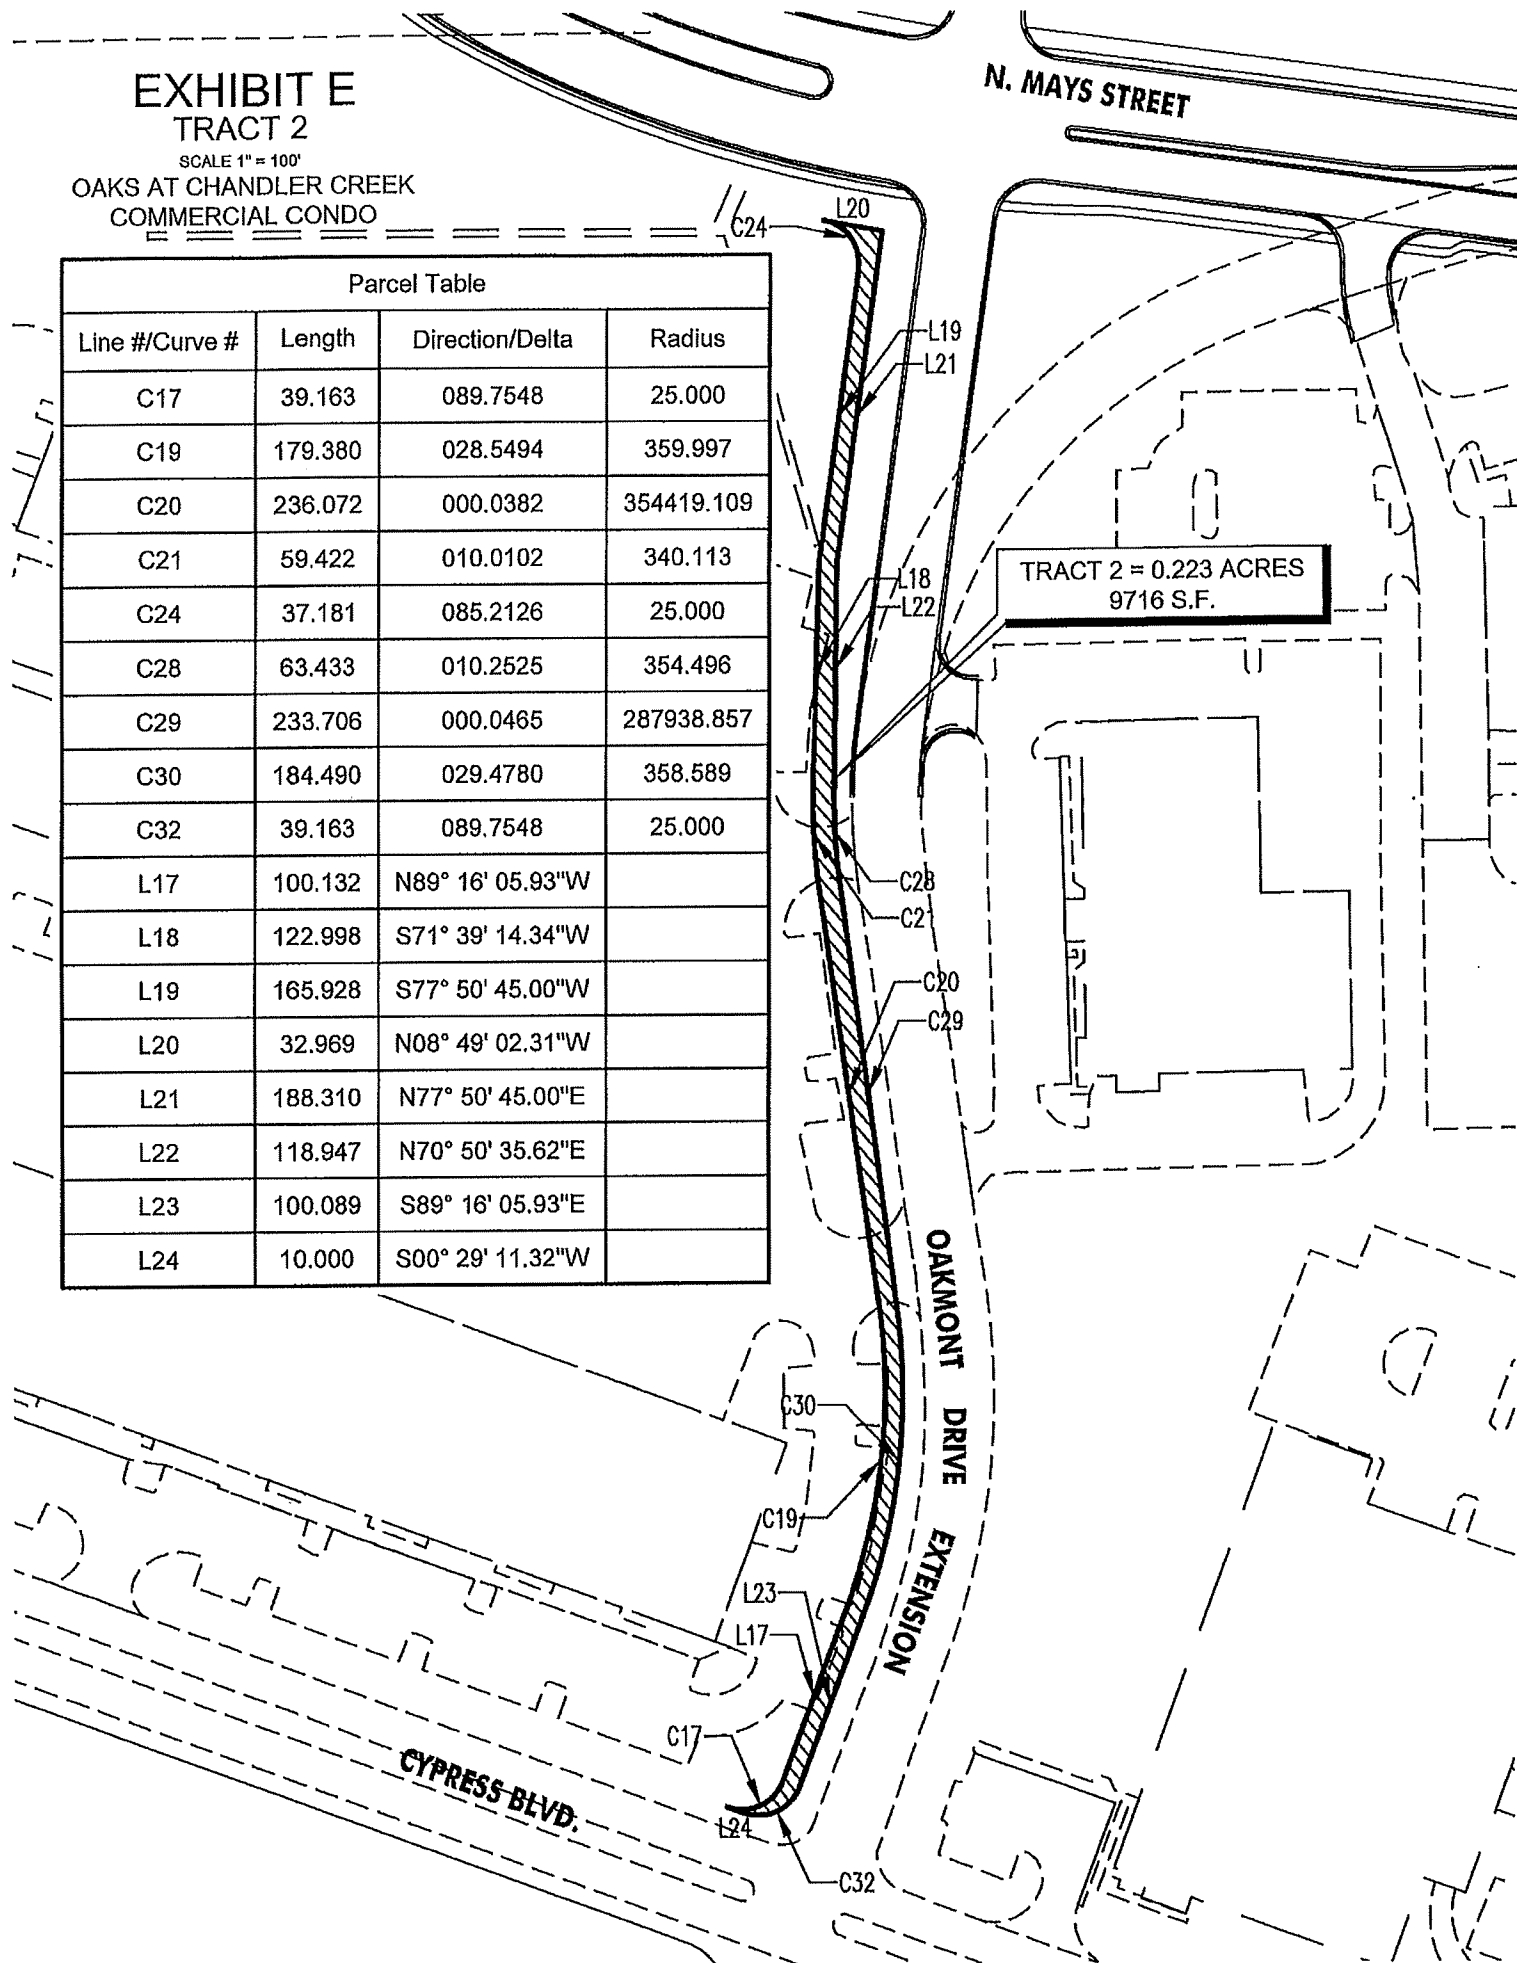 EXHIBIT E
TRACT 2
SCALE 1" = 100'
OAKS AT CHANDLER CREEK
COMMERCIAL CONDO
N. MAYS STREET
L20
C24
Parcel Table
Line #/Curve # Length Direction/Delta Radius
C17 39.163 089.7548 25.000
C19 179.380 028.5494 359.997
C20 236.072 000.0382 354419.109
C21 59.422 010.0102 340.113
C24 37.181 085.2126 25.000
C28 63.433 010.2525 354.496
C29 233.706 000.0465 287938.857
C30 184.490 029.4780 358.589
C32 39.163 089.7548 25.000
L17 100.132 N89° 16' 05.93"W
L18 122.998 S71° 39' 14.34"W
L19 165.928 S77° 50' 45.00"W
L20 32.969 N08° 49' 02.31"W
L21 188.310 N77° 50' 45.00"E
L22 118.947 N70° 50' 35.62"E
L23 100.089 S89° 16' 05.93"E
L24 10.000 S00° 29' 11.32"W
L19
L21
L18
L22
TRACT 2 = 0.223 ACRES
9716 S.F.
C28
C21
C20
C29
OAKMONT DRIVE EXTENSION
C30
C19
L23
L17
C17
L24
C32
CYPRESS BLVD.